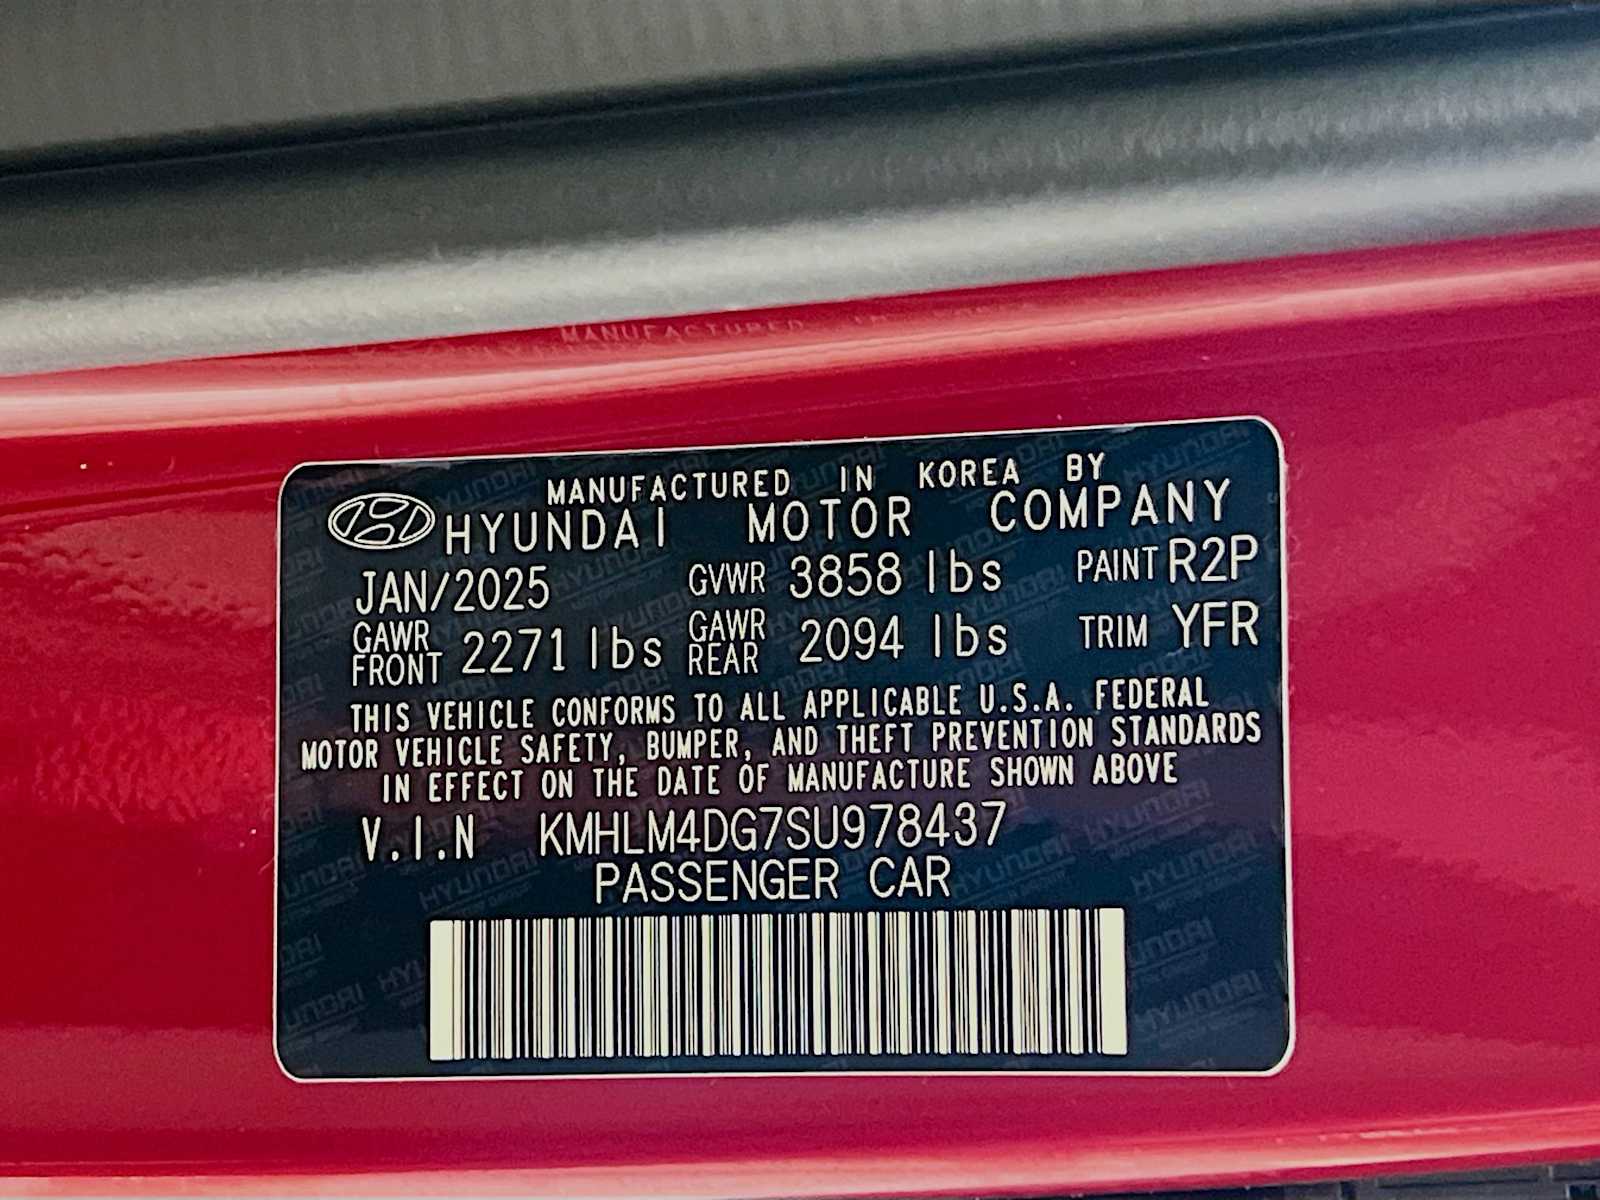 MANUFACTURED IN KOREA BY
HYUNDAI MOTOR COMPANY
JAN/2025 GVWR 3858 lbs PAINT R2P
GAWR FRONT 2271 lbs GAWR REAR 2094 lbs TRIM YFR
THIS VEHICLE CONFORMS TO ALL APPLICABLE U.S.A. FEDERAL
MOTOR VEHICLE SAFETY, BUMPER, AND THEFT PREVENTION STANDARDS
IN EFFECT ON THE DATE OF MANUFACTURE SHOWN ABOVE
V.I.N KMHLM4DG7SU978437
PASSENGER CAR